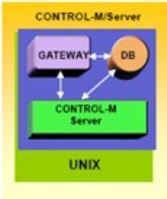 CONTROL-M/Server
GATEWAY
DB
CONTROL-M
Server
UNIX